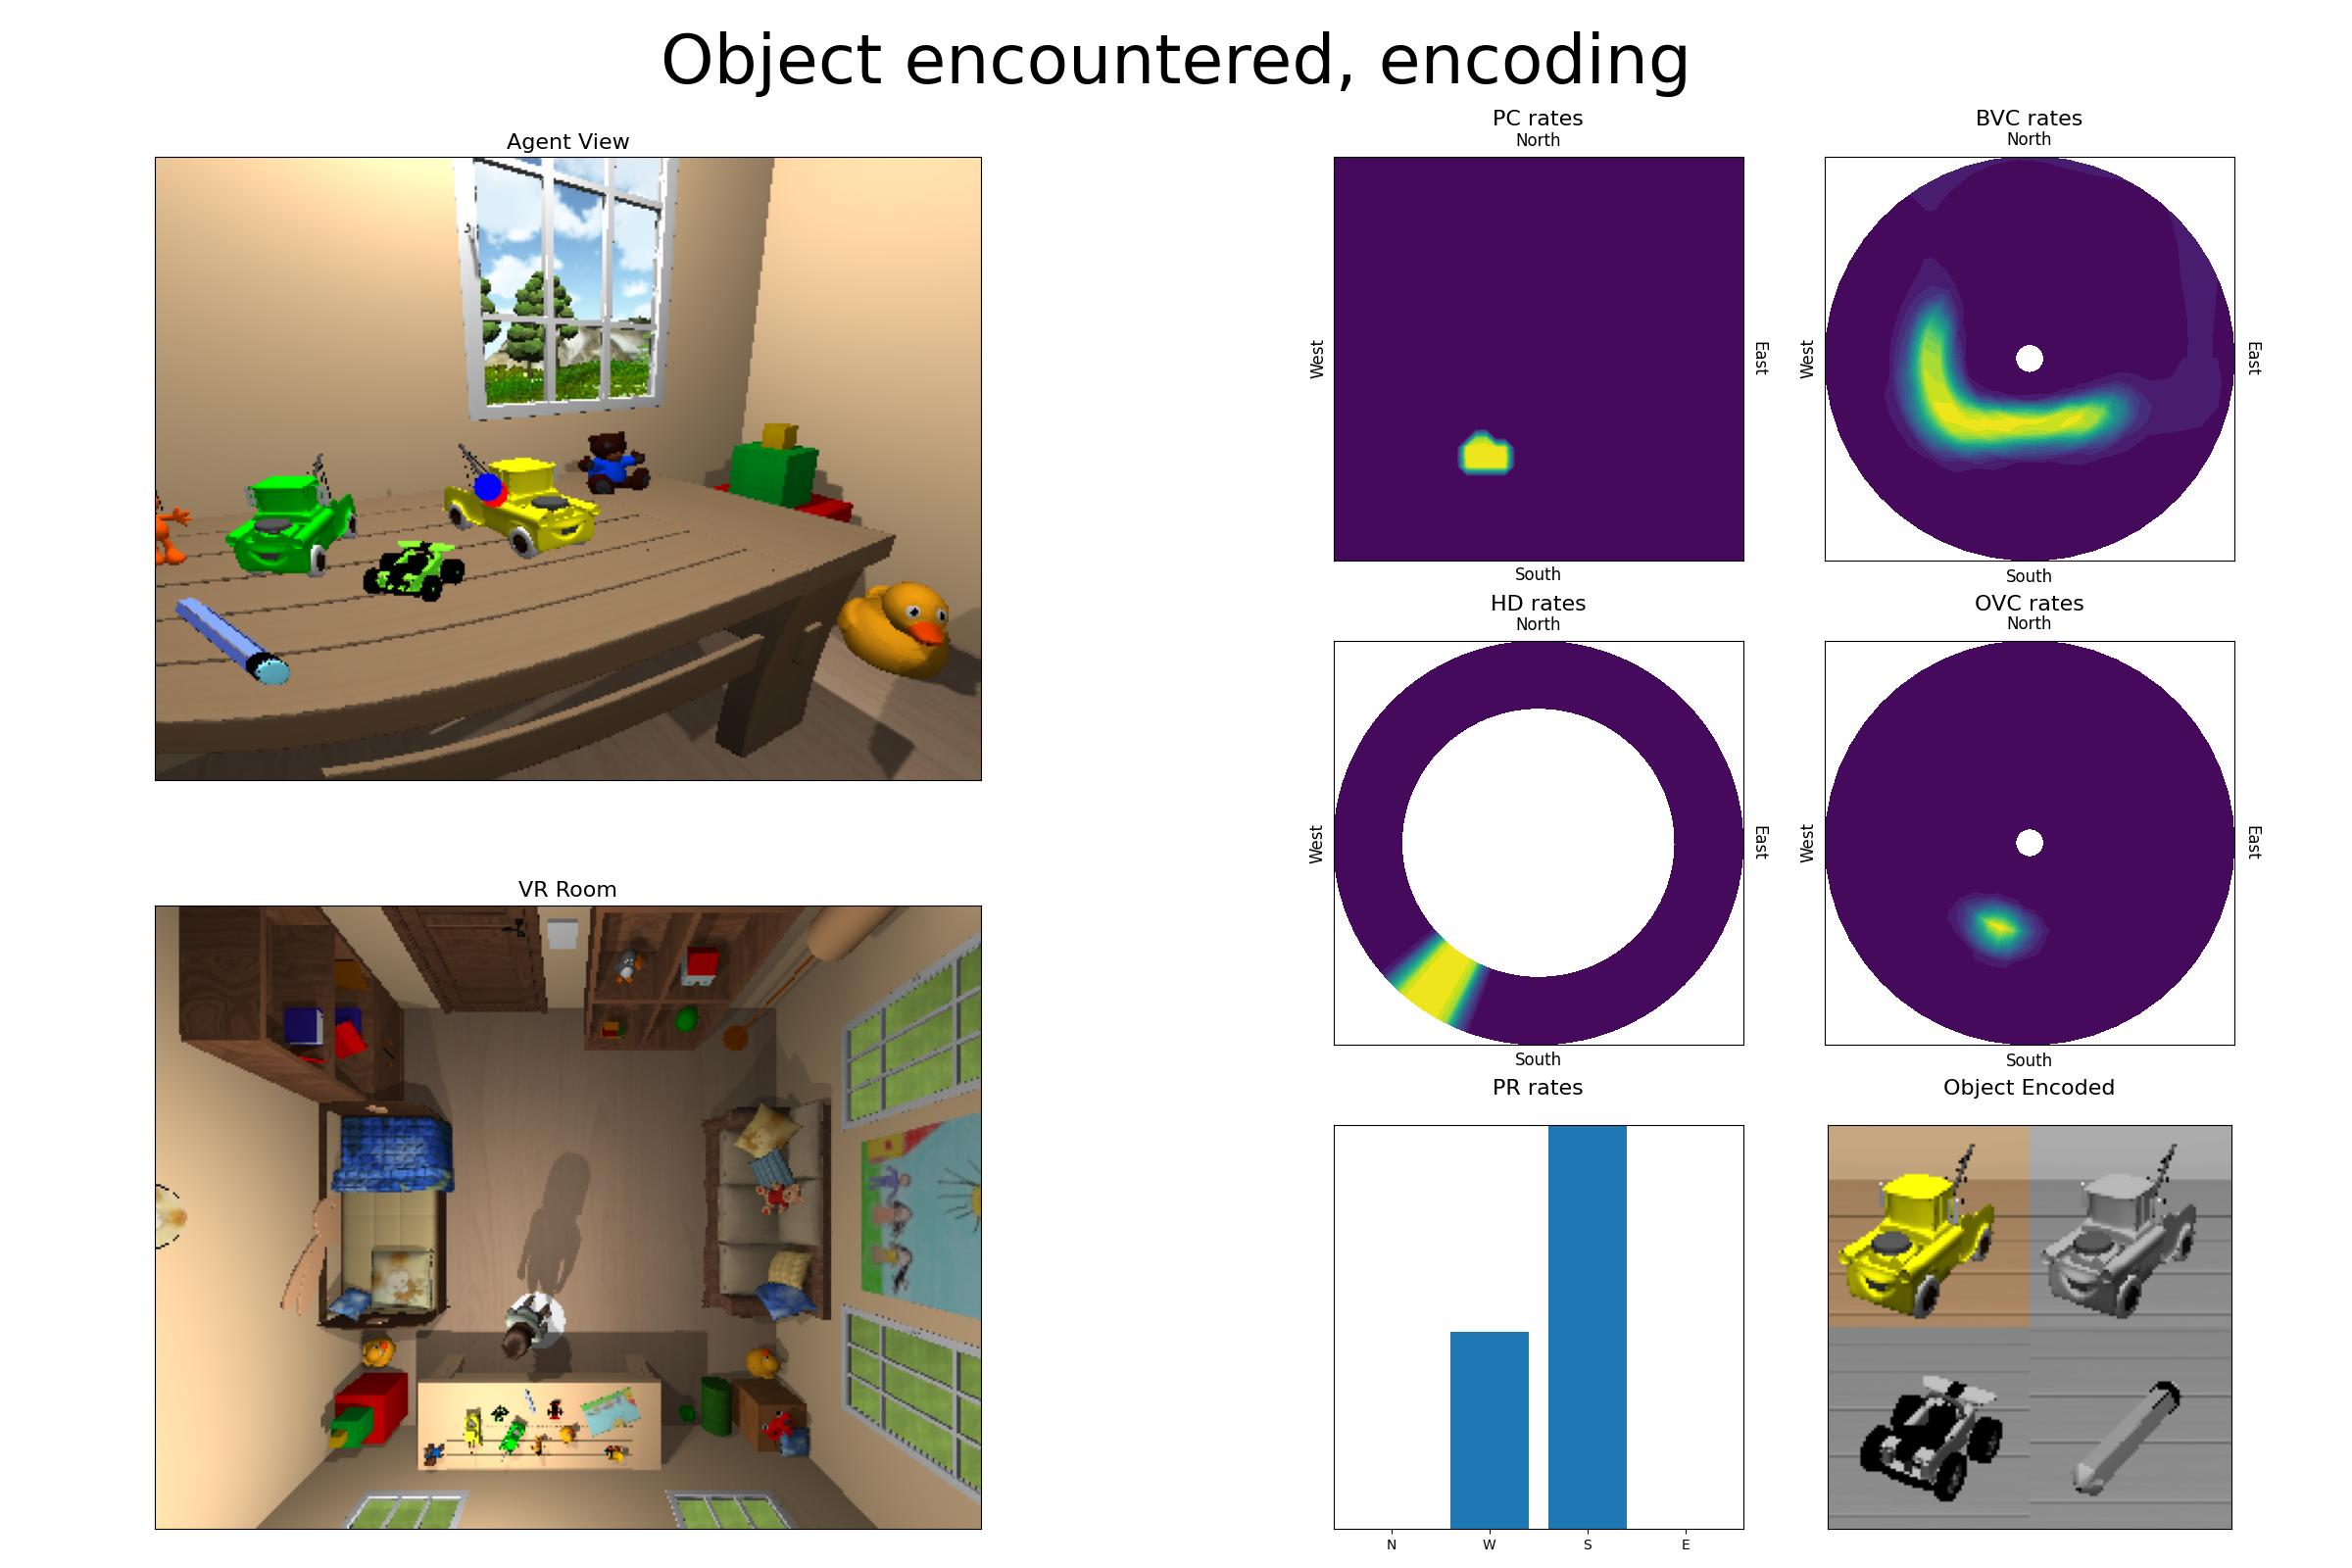 Object encountered, encoding
Agent View
PC rates
North
West
East
South
BVC rates
North
West
East
South
HD rates
North
West
East
South
OVC rates
North
West
East
South
VR Room
PR rates
N W S E
Object Encoded